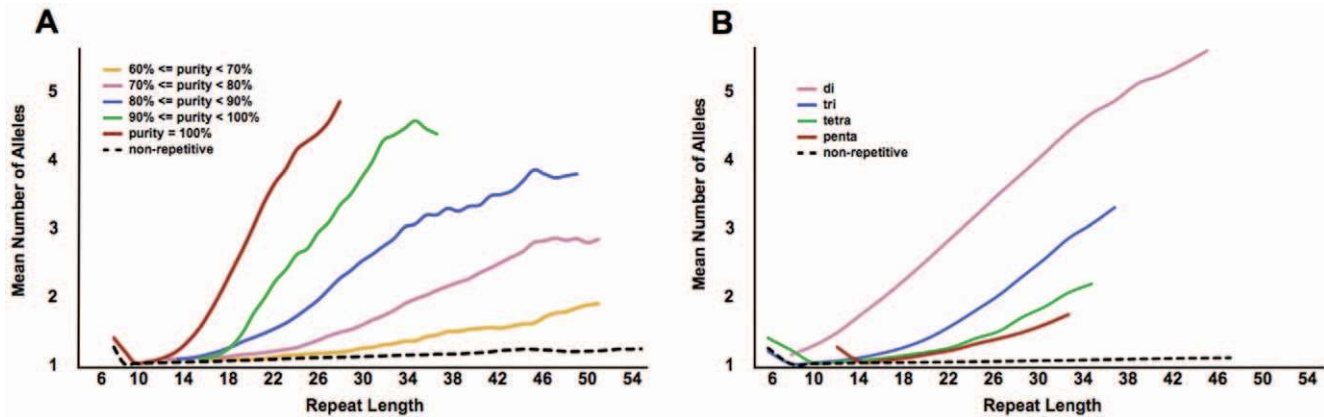 A
Mean Number of Alleles
5
4
3
2
1
60% <= purity < 70%
70% <= purity < 80%
80% <= purity < 90%
90% <= purity < 100%
purity = 100%
non-repetitive
6 10 14 18 22 26 30 34 38 42 46 50 54
Repeat Length
B
Mean Number of Alleles
5
4
3
2
1
di
tri
tetra
penta
non-repetitive
6 10 14 18 22 26 30 34 38 42 46 50 54
Repeat Length